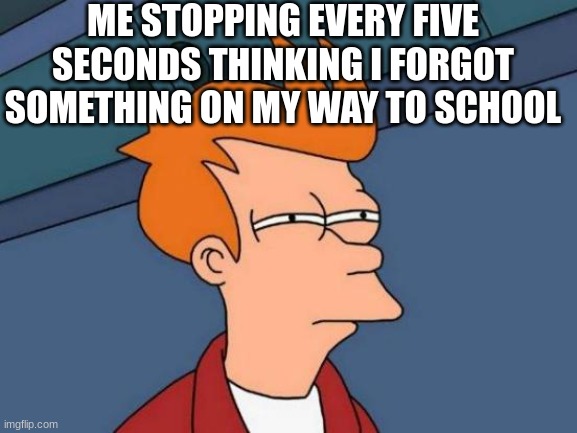 ME STOPPING EVERY FIVE
SECONDS THINKING I FORGOT
SOMETHING ON MY WAY TO SCHOOL
imgflip.com